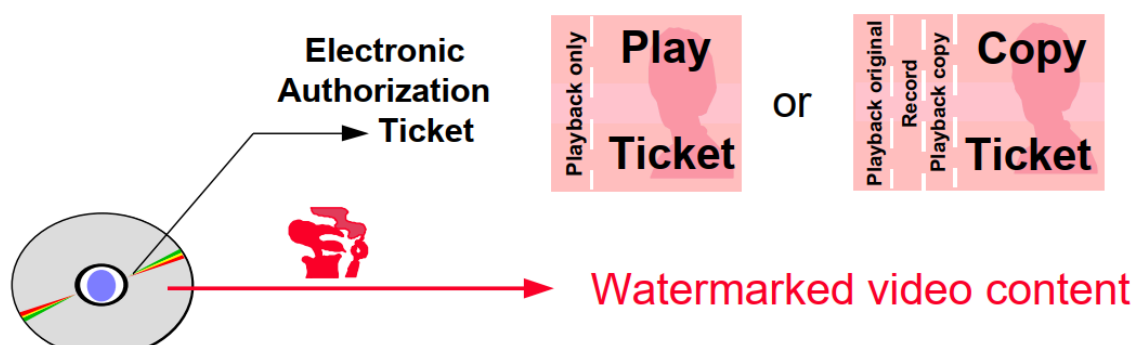 Electronic
Authorization
Ticket
Playback only
Play
Ticket
or
Playback original
Record
Playback copy
Copy
Ticket
Watermarked video content